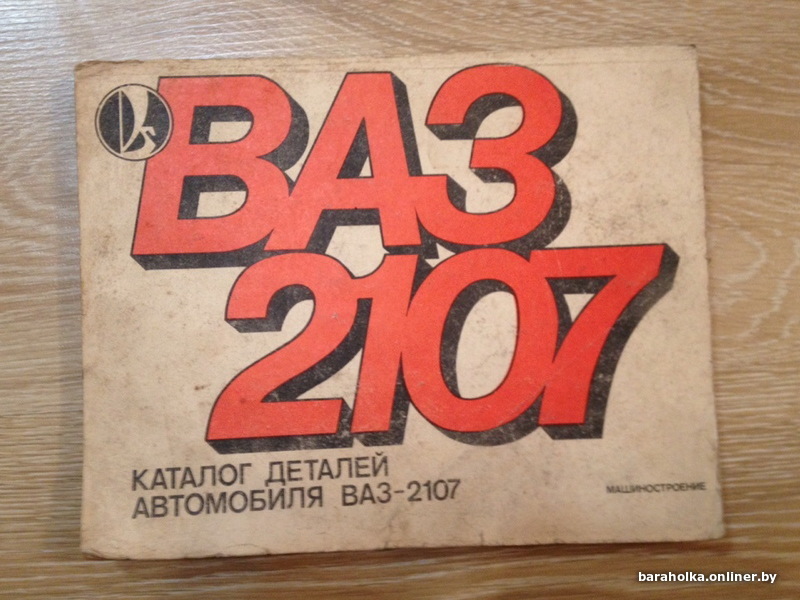 ВАЗ
2107
КАТАЛОГ ДЕТАЛЕЙ
АВТОМОБИЛЯ ВАЗ-2107
МАШИНОСТРОЕНИЕ
baraholka.onliner.by